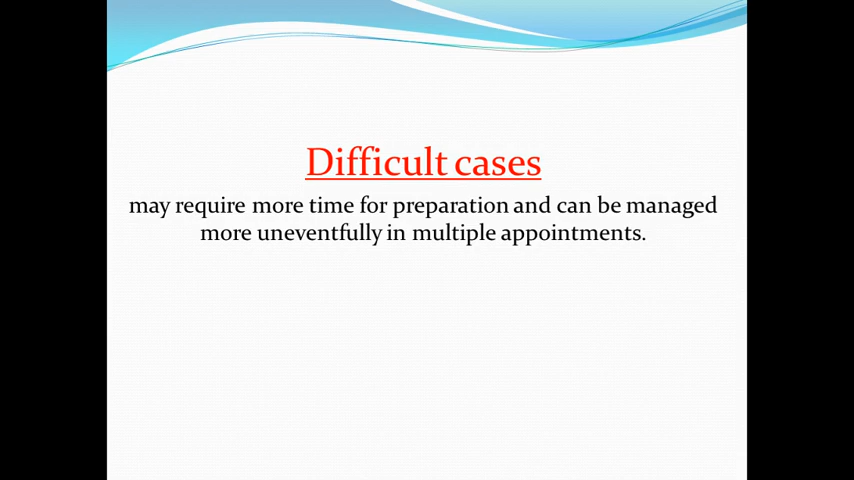 Difficult cases
may require more time for preparation and can be managed
more uneventfully in multiple appointments.